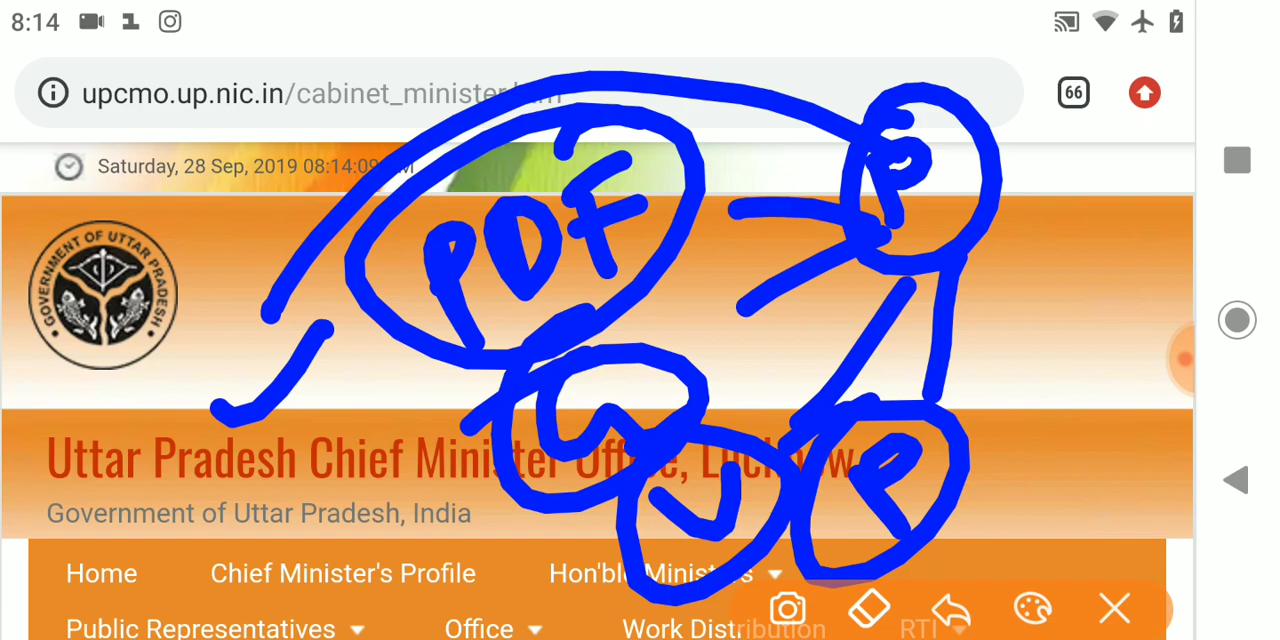 8:14
upcmo.up.nic.in/cabinet_minister.htm
66
Saturday, 28 Sep, 2019 08:14:09
PDF
P
GOVERNMENT OF UTTAR PRADESH
Uttar Pradesh Chief Minister Office, Lucknow
P
Government of Uttar Pradesh, India
Home Chief Minister's Profile Hon'ble Ministers
Public Representatives Office Work Distribution RTI